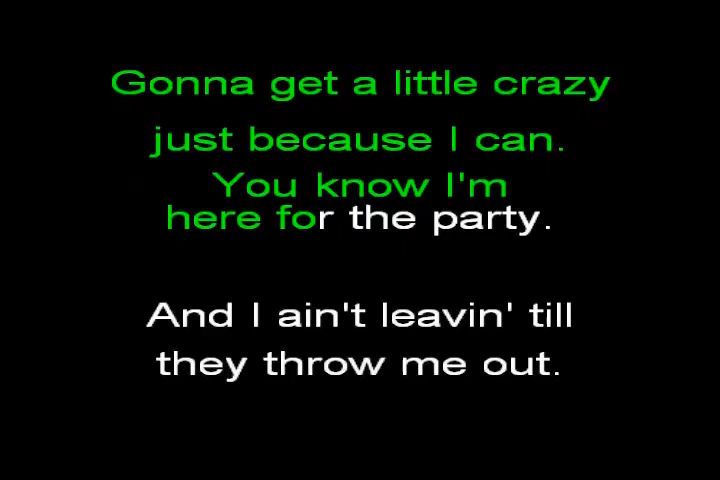 Gonna get a little crazy
just because I can.
You know I'm
here for the party.
And I ain't leavin' till
they throw me out.